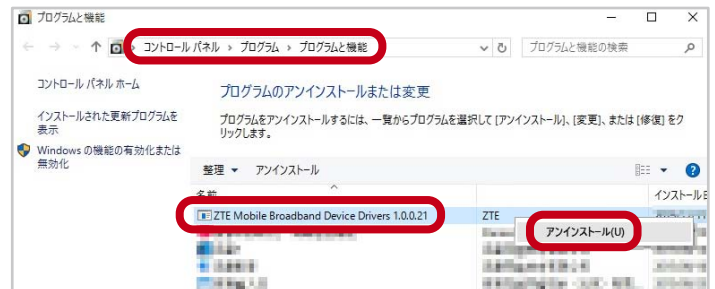 プログラムと機能
コントロール パネル › プログラム › プログラムと機能
プログラムと機能の検索
コントロール パネル ホーム
インストールされた更新プログラムを
表示
Windows の機能の有効化または
無効化
プログラムのアンインストールまたは変更
プログラムをアンインストールするには、一覧からプログラムを選択して [アンインストール]、[変更]、または [修復] をク
リックします。
整理 ▼ アンインストール
名前 インストール日
ZTE Mobile Broadband Device Drivers 1.0.0.21 ZTE
アンインストール(U)